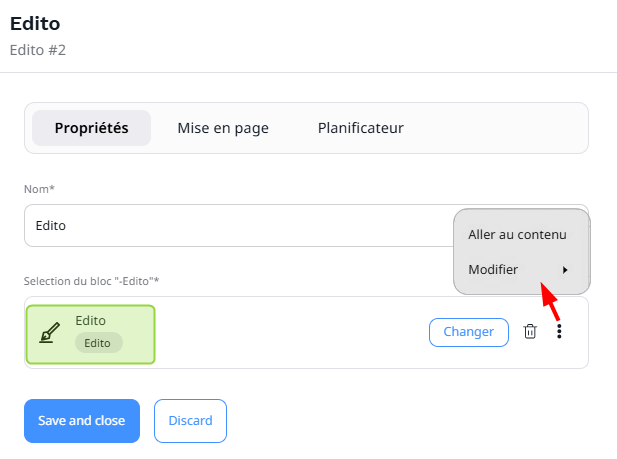 Edito
Edito #2
Propriétés Mise en page Planificateur
Nom*
Edito
Aller au contenu
Modifier
Selection du bloc "-Edito"*
Edito
Edito
Changer
Save and close Discard